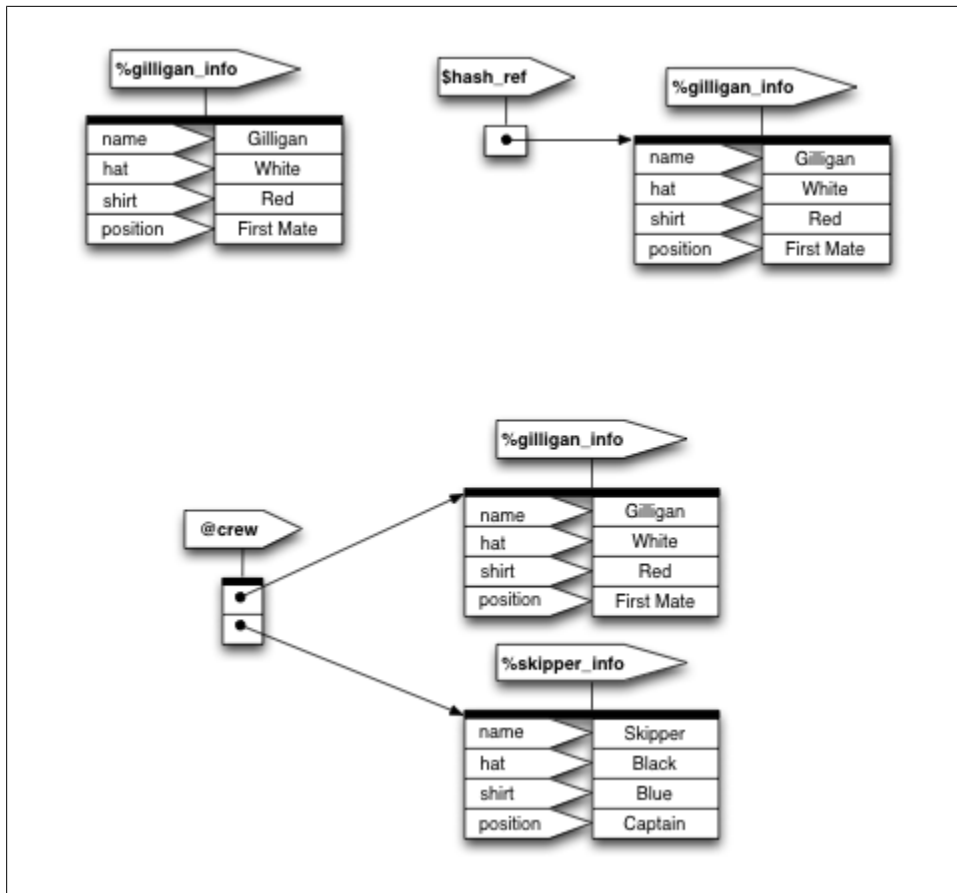 %gilligan_info
name Gilligan
hat White
shirt Red
position First Mate
$hash_ref
%gilligan_info
name Gilligan
hat White
shirt Red
position First Mate
@crew
%gilligan_info
name Gilligan
hat White
shirt Red
position First Mate
%skipper_info
name Skipper
hat Black
shirt Blue
position Captain